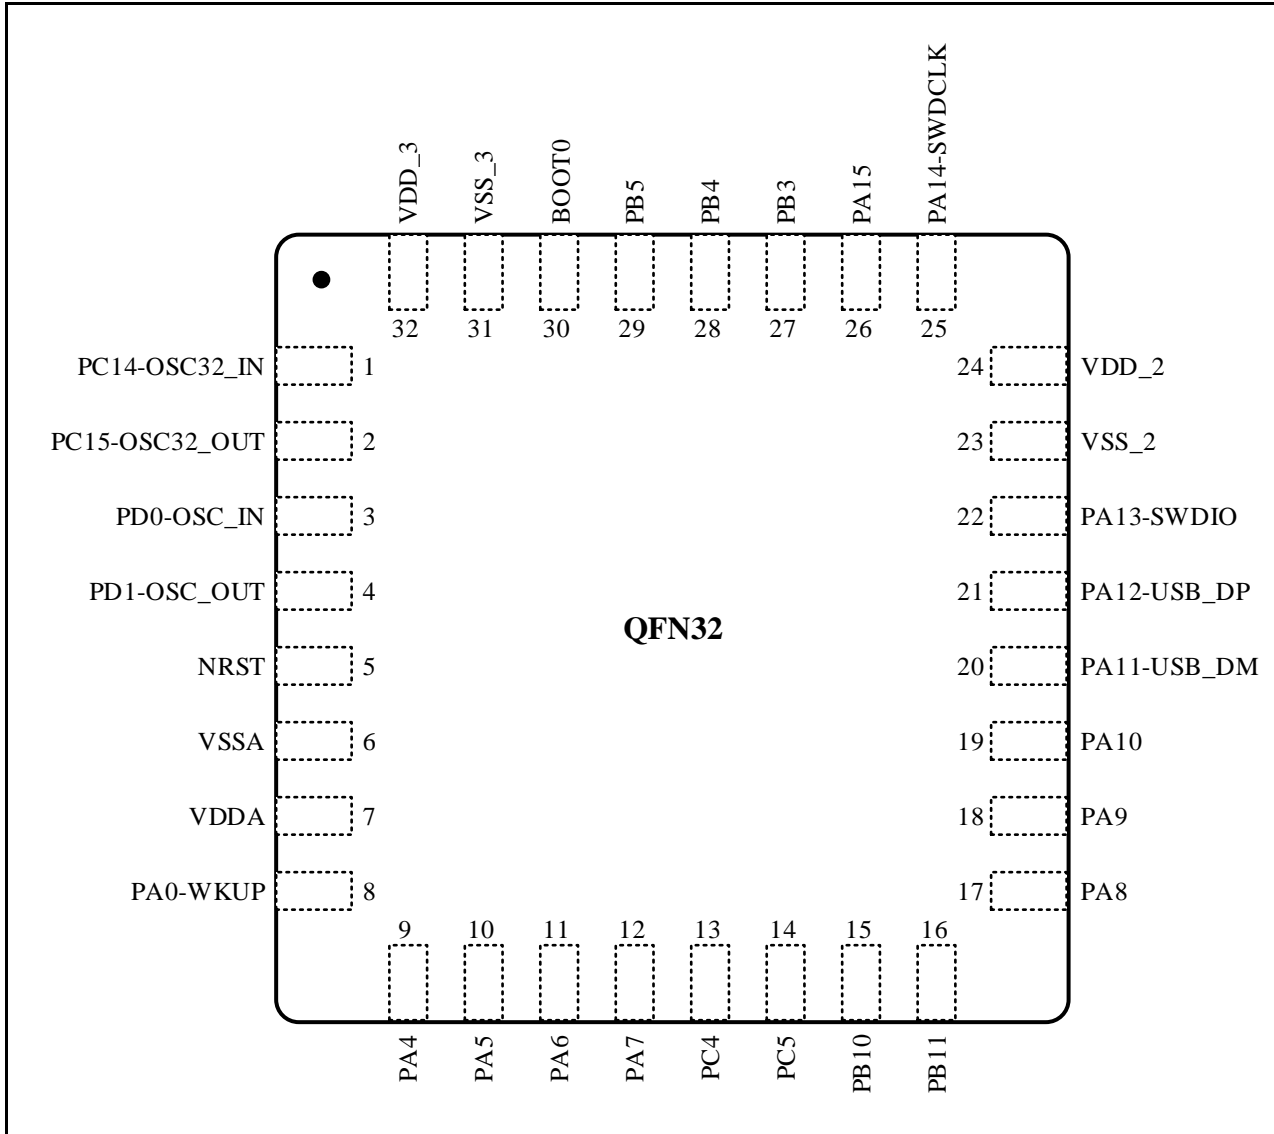 VDD_3
VSS_3
BOOT0
PB5
PB4
PB3
PA15
PA14-SWDCLK
32
31
30
29
28
27
26
25
PC14-OSC32_IN 1
24 VDD_2
PC15-OSC32_OUT 2
23 VSS_2
PD0-OSC_IN 3
22 PA13-SWDIO
PD1-OSC_OUT 4
21 PA12-USB_DP
QFN32
NRST 5
20 PA11-USB_DM
VSSA 6
19 PA10
VDDA 7
18 PA9
PA0-WKUP 8
17 PA8
9
10
11
12
13
14
15
16
PA4
PA5
PA6
PA7
PC4
PC5
PB10
PB11